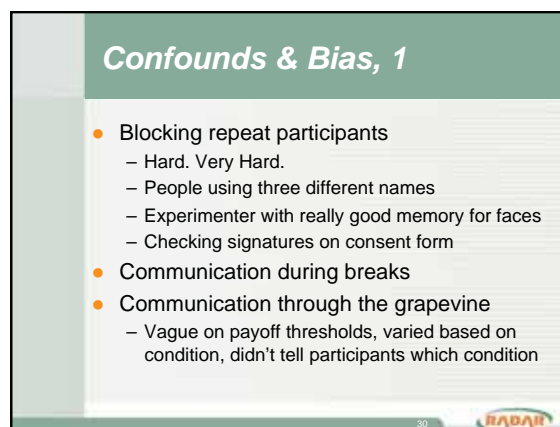 Confounds & Bias, 1
● Blocking repeat participants
– Hard. Very Hard.
– People using three different names
– Experimenter with really good memory for faces
– Checking signatures on consent form
● Communication during breaks
● Communication through the grapevine
– Vague on payoff thresholds, varied based on
condition, didn't tell participants which condition
30
RADAR